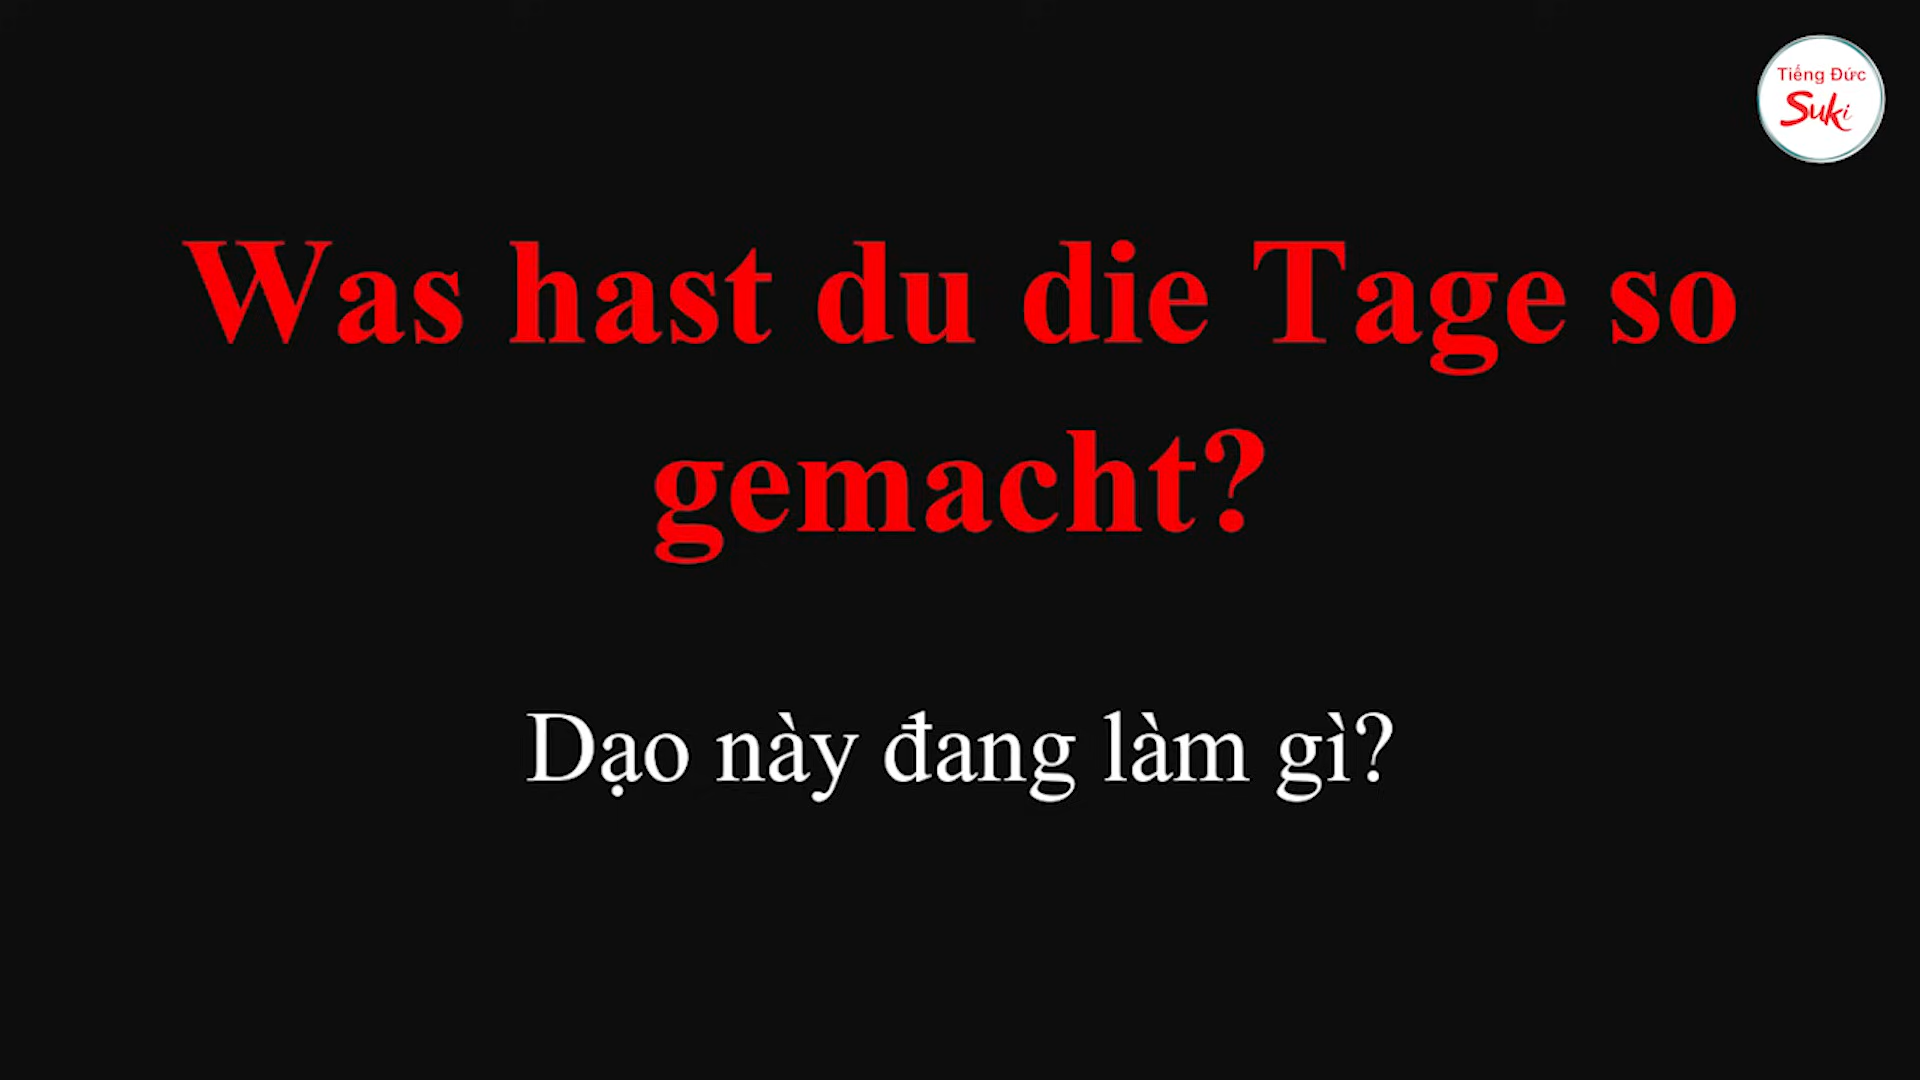 Tiếng Đức
Suki
Was hast du die Tage so
gemacht?
Dạo này đang làm gì?